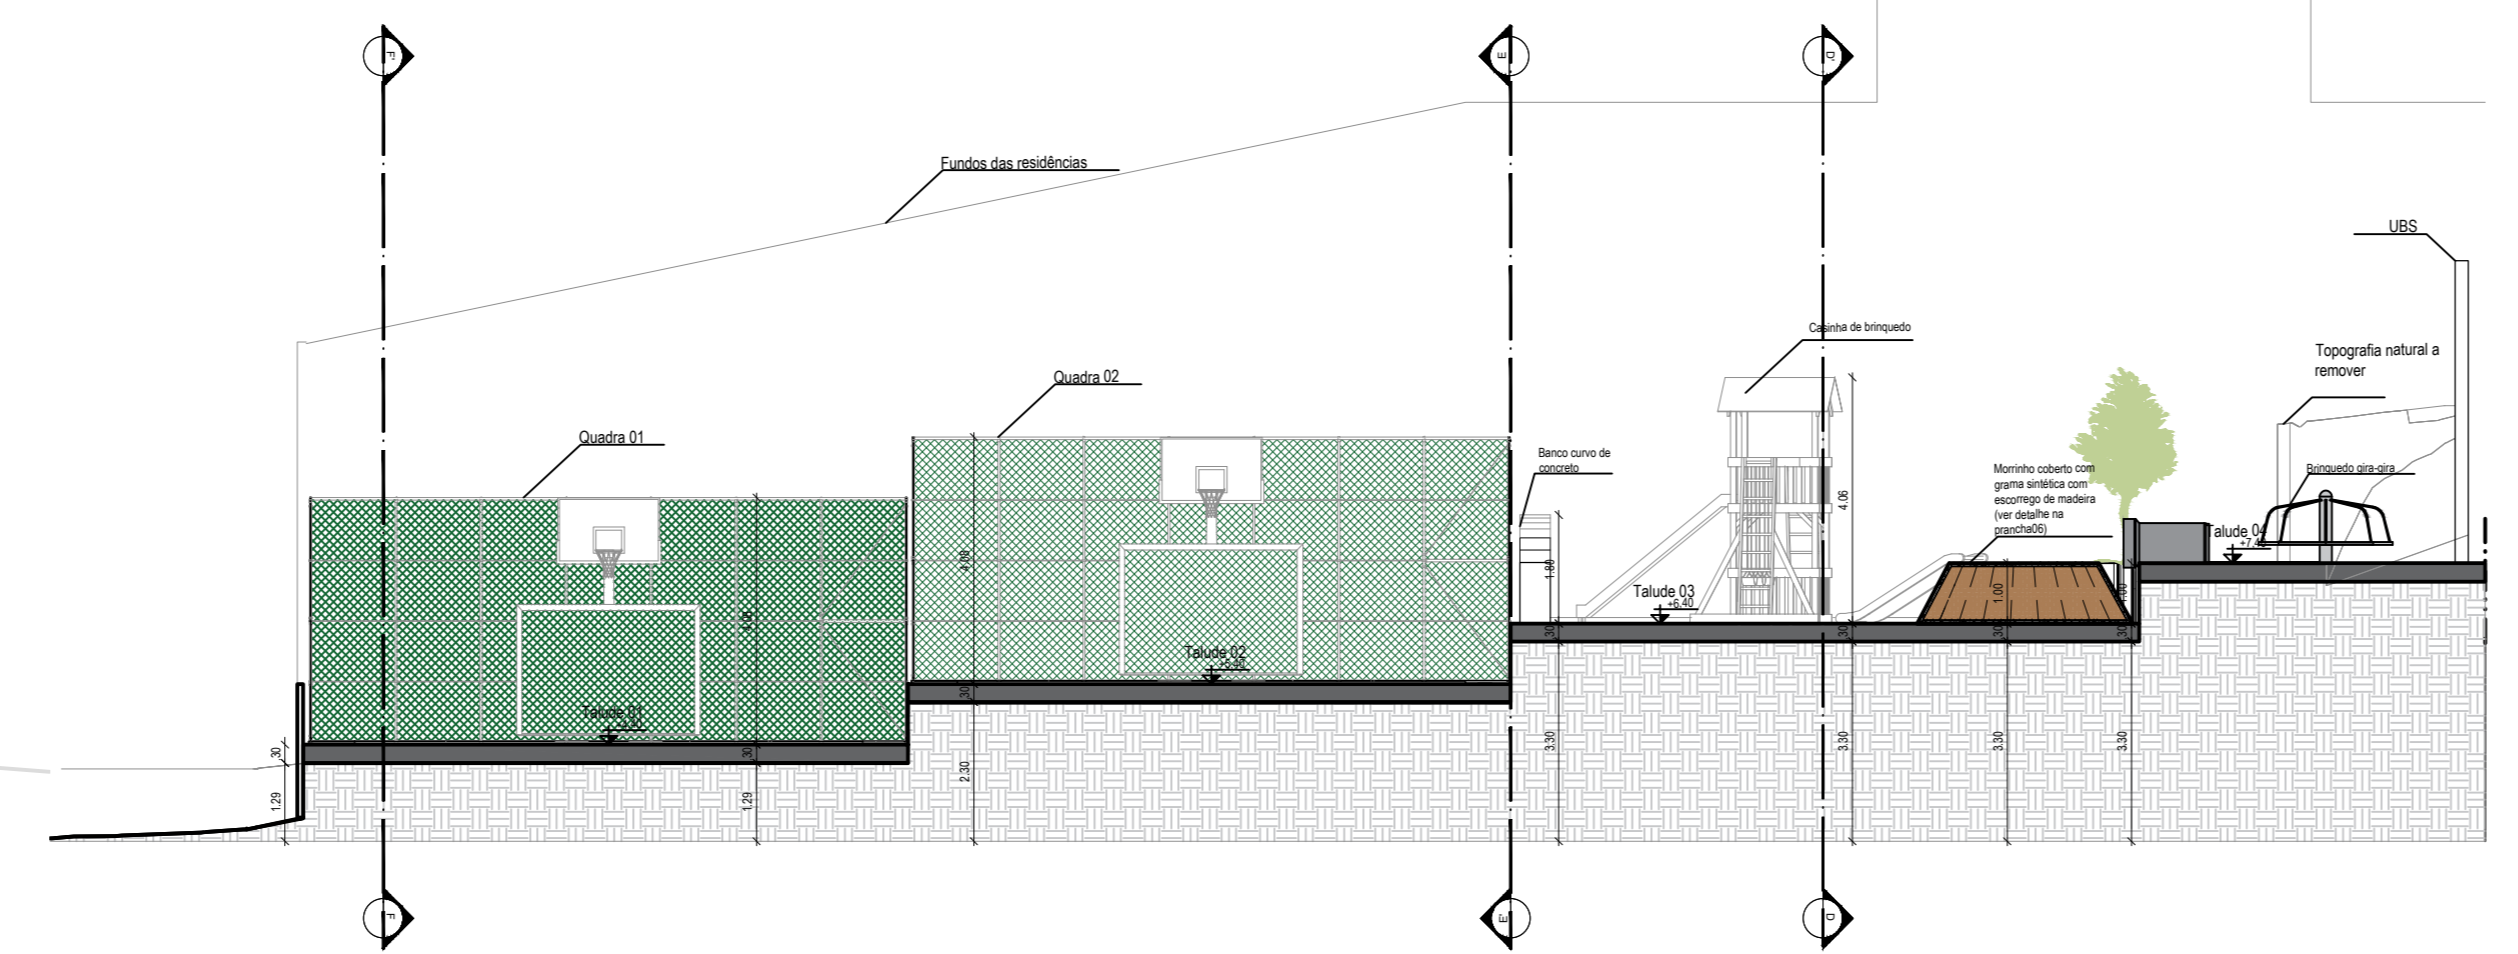 F'
E
D'
Fundos das residências
UBS
Casinha de brinquedo
Topografia natural a
remover
Quadra 02
Quadra 01
Banco curvo de
concreto
Morrinho coberto com
grama sintética com
escorrego de madeira
(ver detalhe na
prancha06)
Brinquedo gira-gira
4.06
4.08
1.80
Talude 04
Talude 03
+6.40
1.00
1.00
4.08
Talude 02
+5.40
Talude 01
+4.40
.30
.30
.30
.30
.30
.30
.30
1.29
1.29
2.30
3.30
3.30
3.30
3.30
F
E'
D